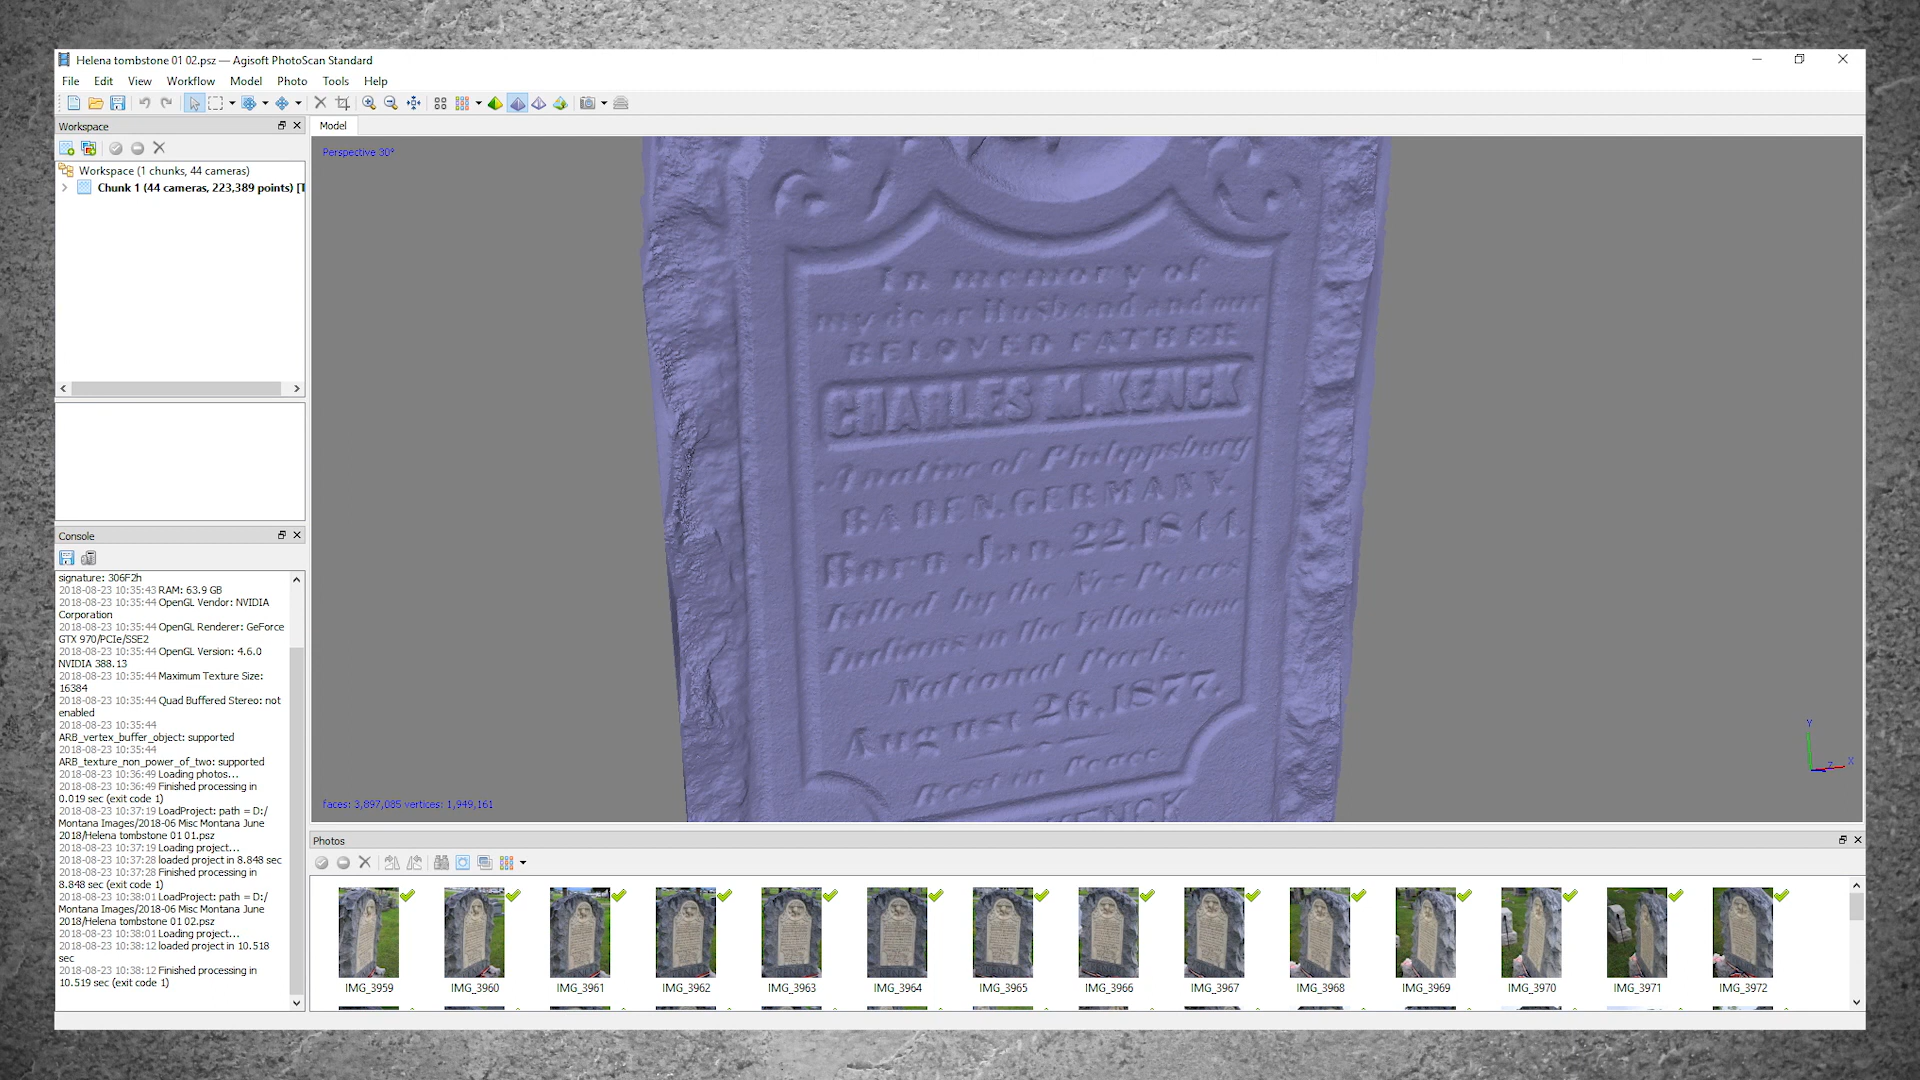 Helena tombstone 01 02.psz — Agisoft PhotoScan Standard
File Edit View Workflow Model Photo Tools Help
Workspace
Workspace (1 chunks, 44 cameras)
Chunk 1 (44 cameras, 223,389 points) [T
Console
signature: 306F2h
2018-08-23 10:35:43 RAM: 63.9 GB
2018-08-23 10:35:44 OpenGL Vendor: NVIDIA
Corporation
2018-08-23 10:35:44 OpenGL Renderer: GeForce
GTX 970/PCIe/SSE2
2018-08-23 10:35:44 OpenGL Version: 4.6.0
NVIDIA 388.13
2018-08-23 10:35:44 Maximum Texture Size:
16384
2018-08-23 10:35:44 Quad Buffered Stereo: not
enabled
2018-08-23 10:35:44
ARB_vertex_buffer_object: supported
2018-08-23 10:35:44
ARB_texture_non_power_of_two: supported
2018-08-23 10:36:49 Loading photos...
2018-08-23 10:36:49 Finished processing in
0.019 sec (exit code 1)
2018-08-23 10:37:19 LoadProject: path = D:/
Montana Images/2018-06 Misc Montana June
2018/Helena tombstone 01 01.psz
2018-08-23 10:37:19 Loading project...
2018-08-23 10:37:28 loaded project in 8.848 sec
2018-08-23 10:37:28 Finished processing in
8.848 sec (exit code 1)
2018-08-23 10:38:01 LoadProject: path = D:/
Montana Images/2018-06 Misc Montana June
2018/Helena tombstone 01 02.psz
2018-08-23 10:38:01 Loading project...
2018-08-23 10:38:12 loaded project in 10.518
sec
2018-08-23 10:38:12 Finished processing in
10.519 sec (exit code 1)
Model
Perspective 30°
In memory of
my dear Husband and our
BELOVED FATHER
CHARLES M. KENCK
A native of Philippsburg
BADEN, GERMANY.
Born Jan. 22, 1844.
killed by the Nez Perces
Indians in the Yellowstone
National Park.
August 26, 1877.
Rest in Peace.
KENCK
faces: 3,897,085 vertices: 1,949,161
Y
Z X
Photos
IMG_3959 IMG_3960 IMG_3961 IMG_3962 IMG_3963 IMG_3964 IMG_3965 IMG_3966 IMG_3967 IMG_3968 IMG_3969 IMG_3970 IMG_3971 IMG_3972